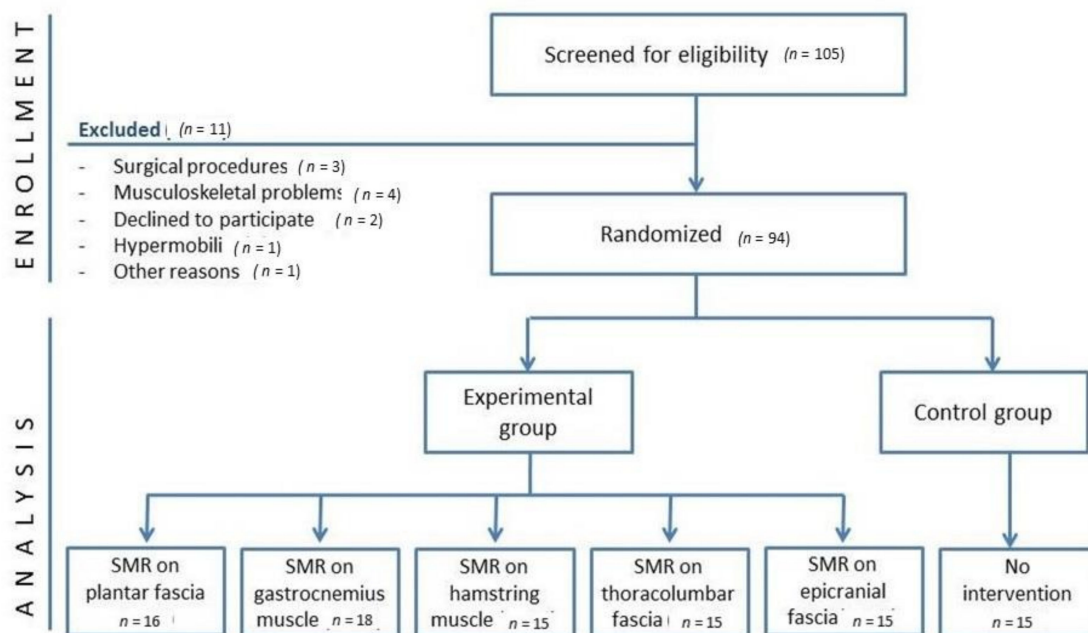 ENROLLMENT
Screened for eligibility (n = 105)
Excluded (n = 11)
- Surgical procedures (n = 3)
- Musculoskeletal problems (n = 4)
- Declined to participate (n = 2)
- Hypermobili (n = 1)
- Other reasons (n = 1)
Randomized (n = 94)
ANALYSIS
Experimental
group
Control group
SMR on
plantar fascia
n = 16
SMR on
gastrocnemius
muscle n = 18
SMR on
hamstring
muscle n = 15
SMR on
thoracolumbar
fascia n = 15
SMR on
epicranial
fascia n = 15
No
intervention
n = 15